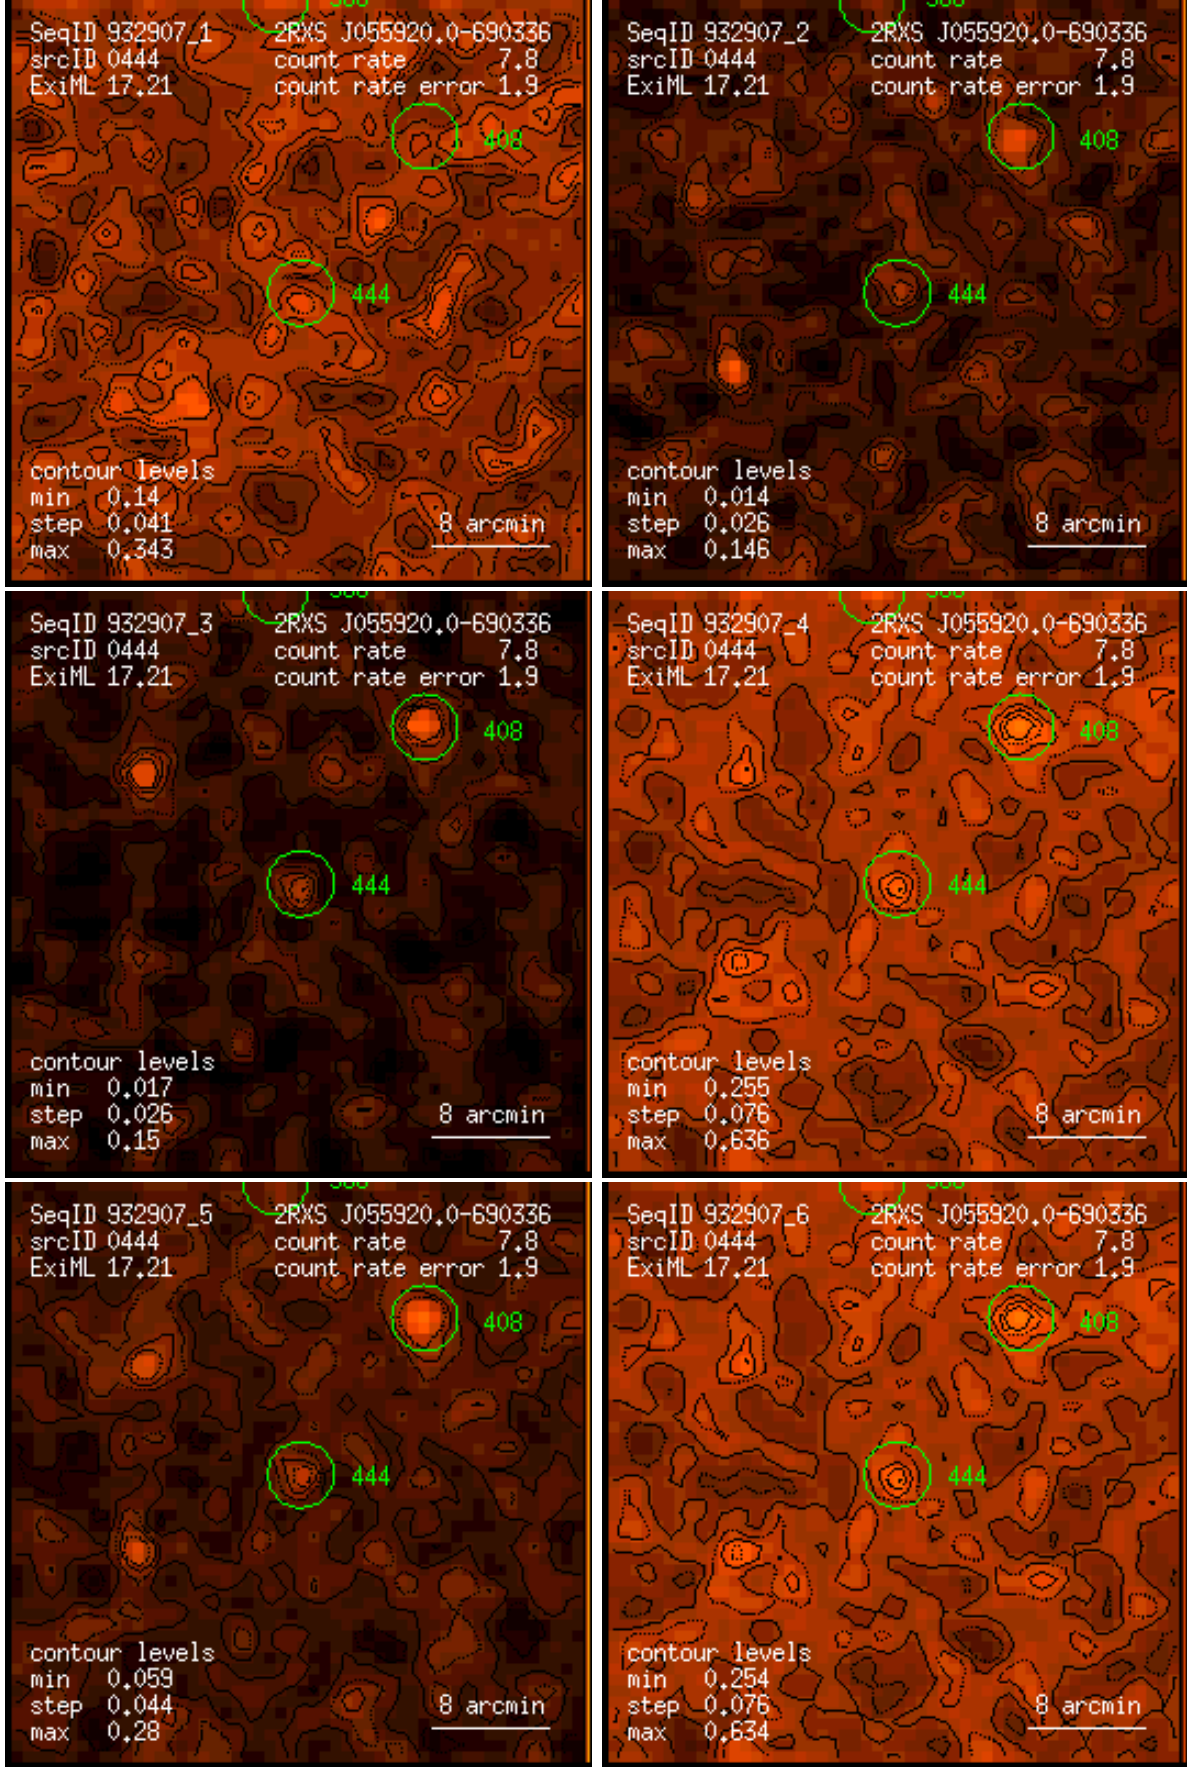 SeqID 932907_1 2RXS J055920.0-690336
srcID 0444 count rate 7.8
ExiML 17.21 count rate error 1.9
408
444
contour levels
min 0.14
step 0.041 8 arcmin
max 0.343
SeqID 932907_2 2RXS J055920.0-690336
srcID 0444 count rate 7.8
ExiML 17.21 count rate error 1.9
408
444
contour levels
min 0.014
step 0.026 8 arcmin
max 0.146
SeqID 932907_3 2RXS J055920.0-690336
srcID 0444 count rate 7.8
ExiML 17.21 count rate error 1.9
408
444
contour levels
min 0.017
step 0.026 8 arcmin
max 0.15
SeqID 932907_4 2RXS J055920.0-690336
srcID 0444 count rate 7.8
ExiML 17.21 count rate error 1.9
408
444
contour levels
min 0.255
step 0.076 8 arcmin
max 0.636
SeqID 932907_5 2RXS J055920.0-690336
srcID 0444 count rate 7.8
ExiML 17.21 count rate error 1.9
408
444
contour levels
min 0.059
step 0.044 8 arcmin
max 0.28
SeqID 932907_6 2RXS J055920.0-690336
srcID 0444 count rate 7.8
ExiML 17.21 count rate error 1.9
408
444
contour levels
min 0.254
step 0.076 8 arcmin
max 0.634